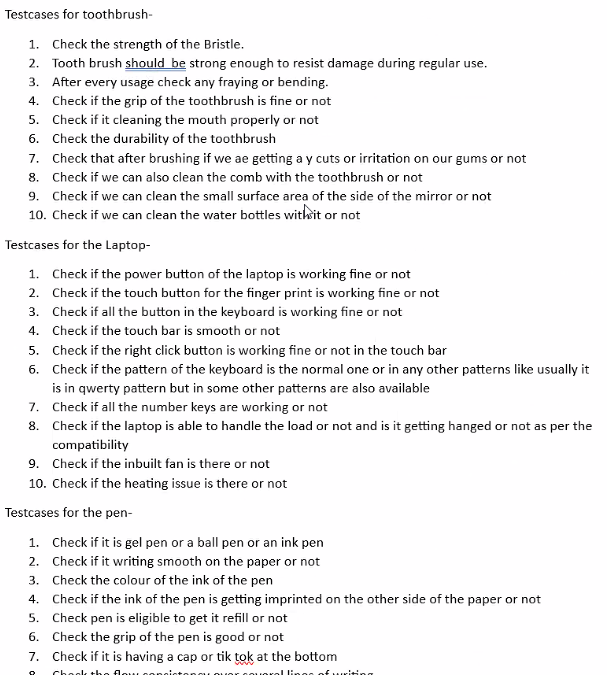 Testcases for toothbrush-
1. Check the strength of the Bristle.
2. Tooth brush should  be strong enough to resist damage during regular use.
3. After every usage check any fraying or bending.
4. Check if the grip of the toothbrush is fine or not
5. Check if it cleaning the mouth properly or not
6. Check the durability of the toothbrush
7. Check that after brushing if we ae getting a y cuts or irritation on our gums or not
8. Check if we can also clean the comb with the toothbrush or not
9. Check if we can clean the small surface area of the side of the mirror or not
10. Check if we can clean the water bottles with it or not
Testcases for the Laptop-
1. Check if the power button of the laptop is working fine or not
2. Check if the touch button for the finger print is working fine or not
3. Check if all the button in the keyboard is working fine or not
4. Check if the touch bar is smooth or not
5. Check if the right click button is working fine or not in the touch bar
6. Check if the pattern of the keyboard is the normal one or in any other patterns like usually it
is in qwerty pattern but in some other patterns are also available
7. Check if all the number keys are working or not
8. Check if the laptop is able to handle the load or not and is it getting hanged or not as per the
compatibility
9. Check if the inbuilt fan is there or not
10. Check if the heating issue is there or not
Testcases for the pen-
1. Check if it is gel pen or a ball pen or an ink pen
2. Check if it writing smooth on the paper or not
3. Check the colour of the ink of the pen
4. Check if the ink of the pen is getting imprinted on the other side of the paper or not
5. Check pen is eligible to get it refill or not
6. Check the grip of the pen is good or not
7. Check if it is having a cap or tik tok at the bottom
8. Check the flow consistency over several lines of writing